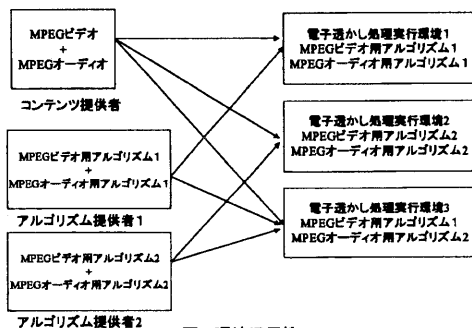 MPEGビデオ
+
MPEGオーディオ
コンテンツ提供者
MPEGビデオ用アルゴリズム1
+
MPEGオーディオ用アルゴリズム1
アルゴリズム提供者1
MPEGビデオ用アルゴリズム2
+
MPEGオーディオ用アルゴリズム2
アルゴリズム提供者2
電子透かし処理実行環境1
MPEGビデオ用アルゴリズム1
MPEGオーディオ用アルゴリズム1
電子透かし処理実行環境2
MPEGビデオ用アルゴリズム2
MPEGオーディオ用アルゴリズム2
電子透かし処理実行環境3
MPEGビデオ用アルゴリズム1
MPEGオーディオ用アルゴリズム2